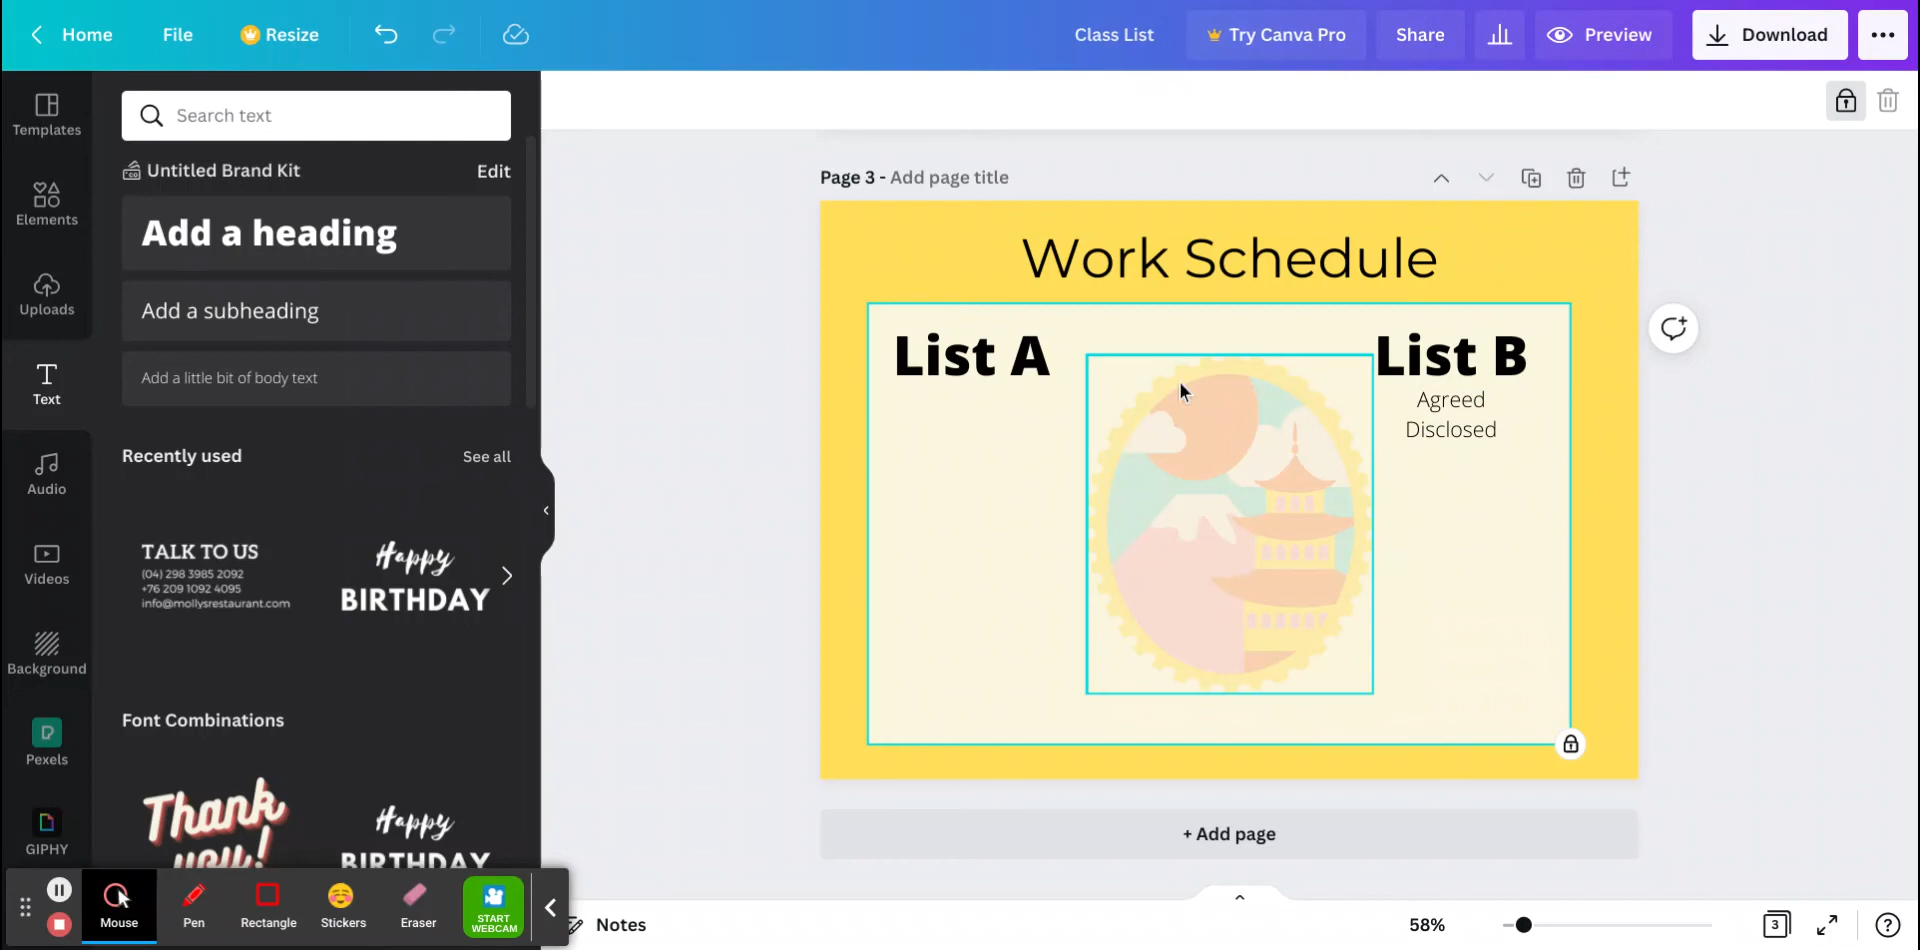 Home
File
Resize
Class List
Try Canva Pro
Share
Preview
Download
Templates
Elements
Uploads
Text
Audio
Videos
Background
Pexels
GIPHY
Search text
Untitled Brand Kit
Edit
Add a heading
Add a subheading
Add a little bit of body text
Recently used
See all
TALK TO US
(04) 298 3985 2092
+76 209 1092 4095
info@mollysrestaurant.com
Happy
BIRTHDAY
Font Combinations
Thank
you!
Happy
BIRTHDAY
Page 3 - Add page title
Work Schedule
List A
List B
Agreed
Disclosed
+ Add page
Mouse
Pen
Rectangle
Stickers
Eraser
START
WEBCAM
Notes
58%
3